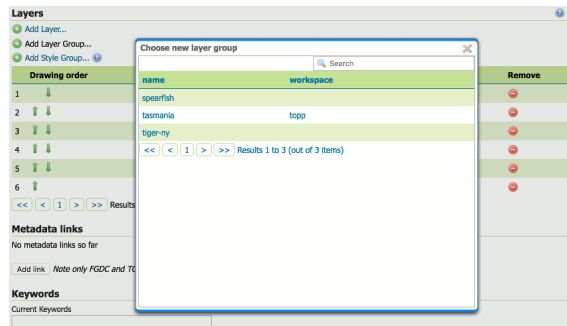 Layers
Add Layer...
Add Layer Group...
Add Style Group...
Drawing order
Remove
1
2
3
4
5
6
<< < 1 > >> Results
Choose new layer group
Search
name workspace
spearfish
tasmania topp
tiger-ny
<< < 1 > >> Results 1 to 3 (out of 3 items)
Metadata links
No metadata links so far
Add link Note only FGDC and TC
Keywords
Current Keywords